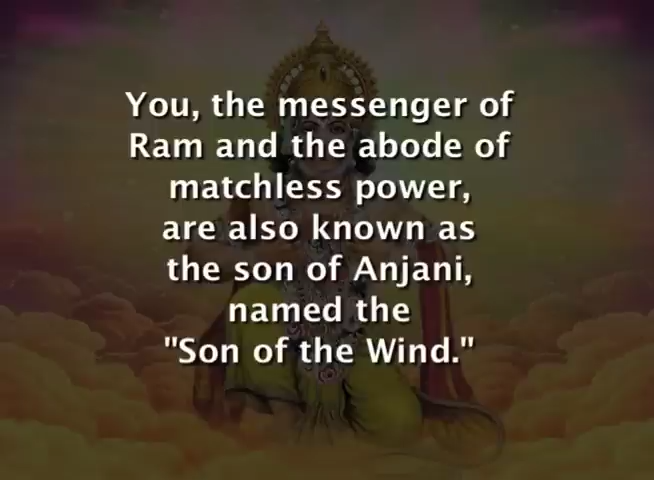 You, the messenger of
Ram and the abode of
matchless power,
are also known as
the son of Anjani,
named the
"Son of the Wind."